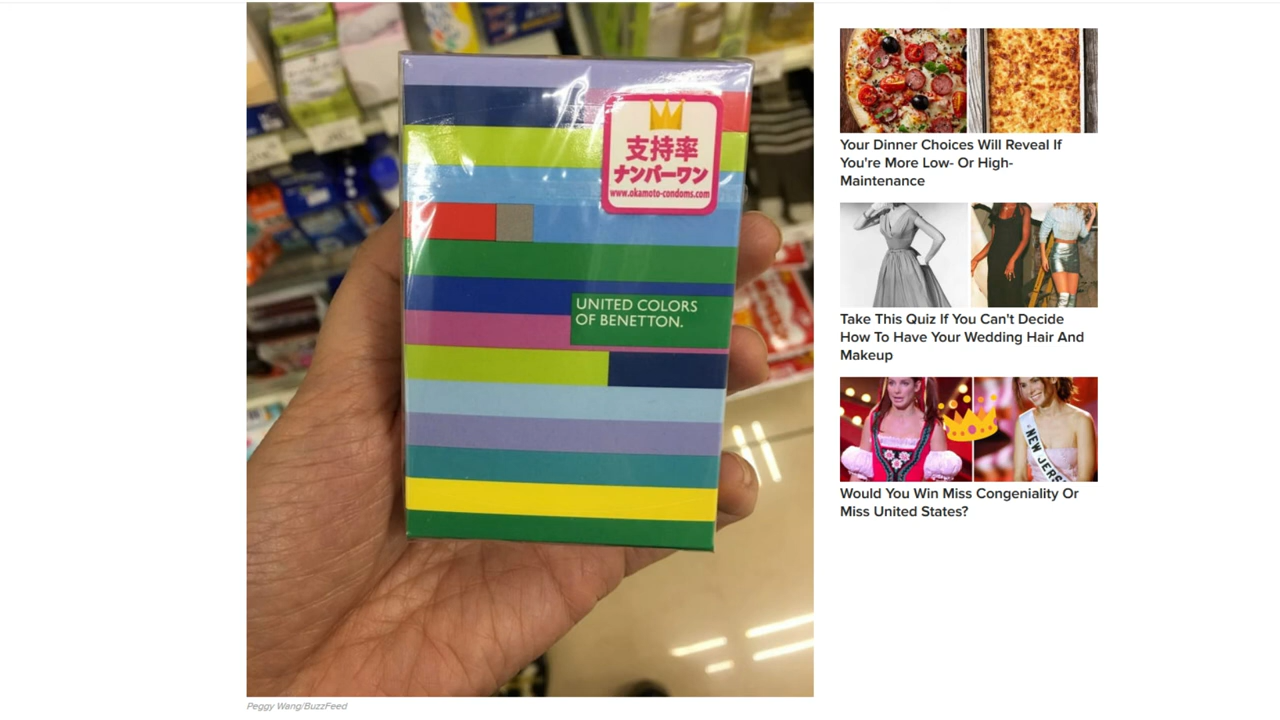 支持率
ナンバーワン
www.okamoto-condoms.com
UNITED COLORS
OF BENETTON.
Peggy Wang/BuzzFeed
Your Dinner Choices Will Reveal If
You're More Low- Or High-
Maintenance
Take This Quiz If You Can't Decide
How To Have Your Wedding Hair And
Makeup
NEW JERS
Would You Win Miss Congeniality Or
Miss United States?